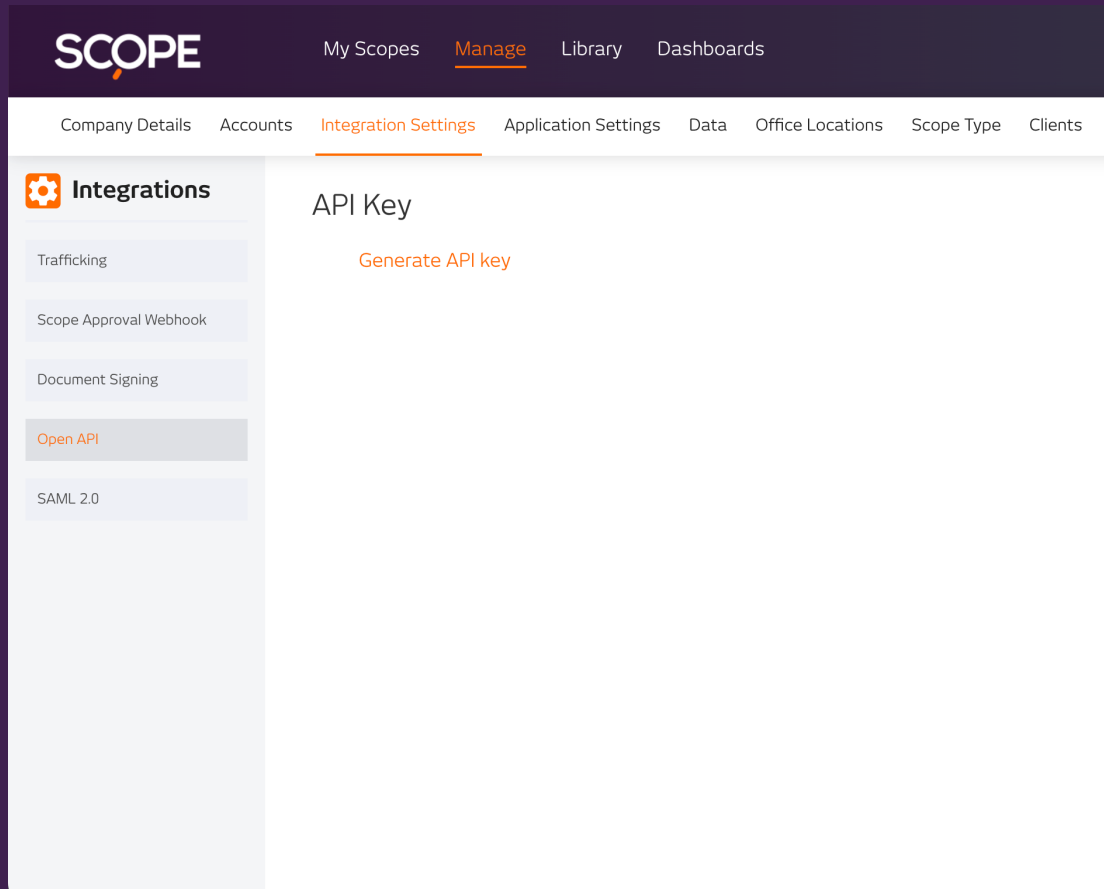 SCOPE
My Scopes Manage Library Dashboards
Company Details Accounts Integration Settings Application Settings Data Office Locations Scope Type Clients
Integrations
API Key
Trafficking
Generate API key
Scope Approval Webhook
Document Signing
Open API
SAML 2.0